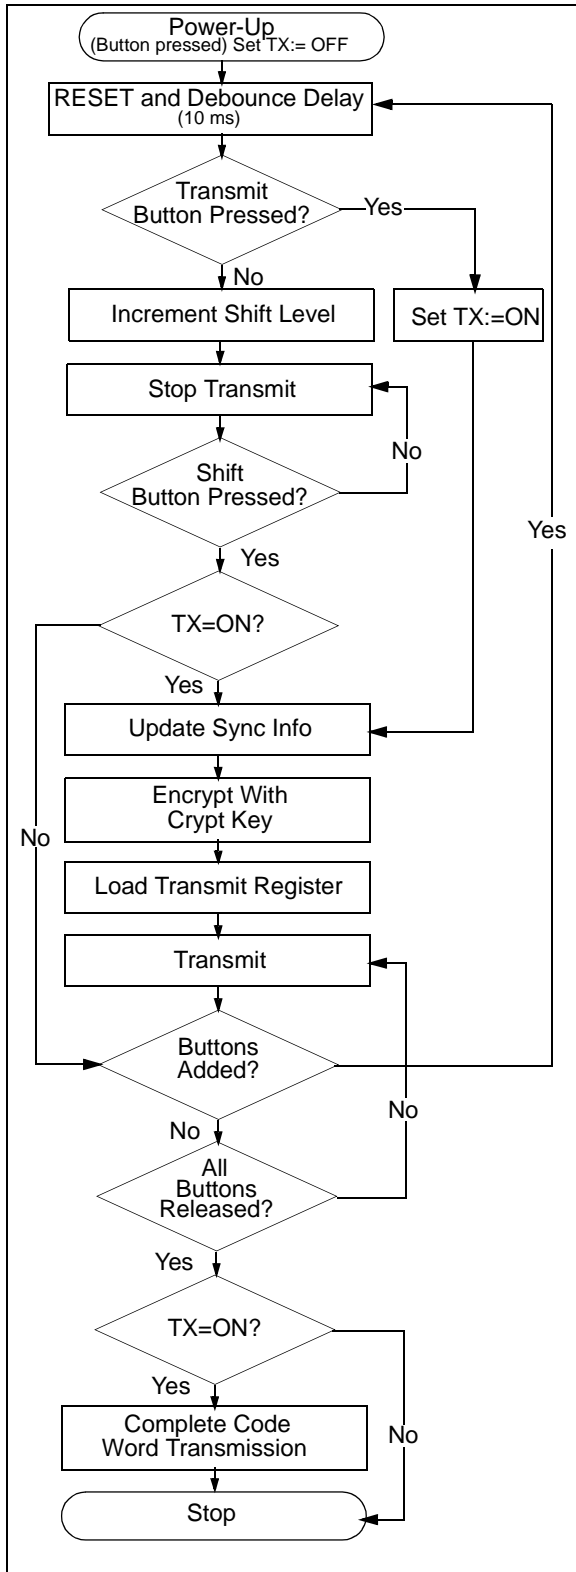 Power-Up
(Button pressed) Set TX:= OFF
RESET and Debounce Delay
(10 ms)
Transmit
Button Pressed?
Yes
No
Increment Shift Level
Set TX:=ON
Stop Transmit
No
Shift
Button Pressed?
Yes
Yes
TX=ON?
Yes
Update Sync Info
Encrypt With
Crypt Key
No
Load Transmit Register
Transmit
Buttons
Added?
No
No
All
Buttons
Released?
Yes
TX=ON?
Yes
Complete Code
Word Transmission
No
Stop